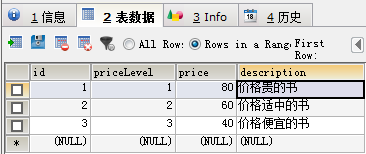 1 信息 2 表数据 3 Info 4 历史
All Row: Rows in a Rang First Row:
id priceLevel price description
1 1 80 价格贵的书
2 2 60 价格适中的书
3 3 40 价格便宜的书
* (NULL) (NULL) (NULL) (NULL)